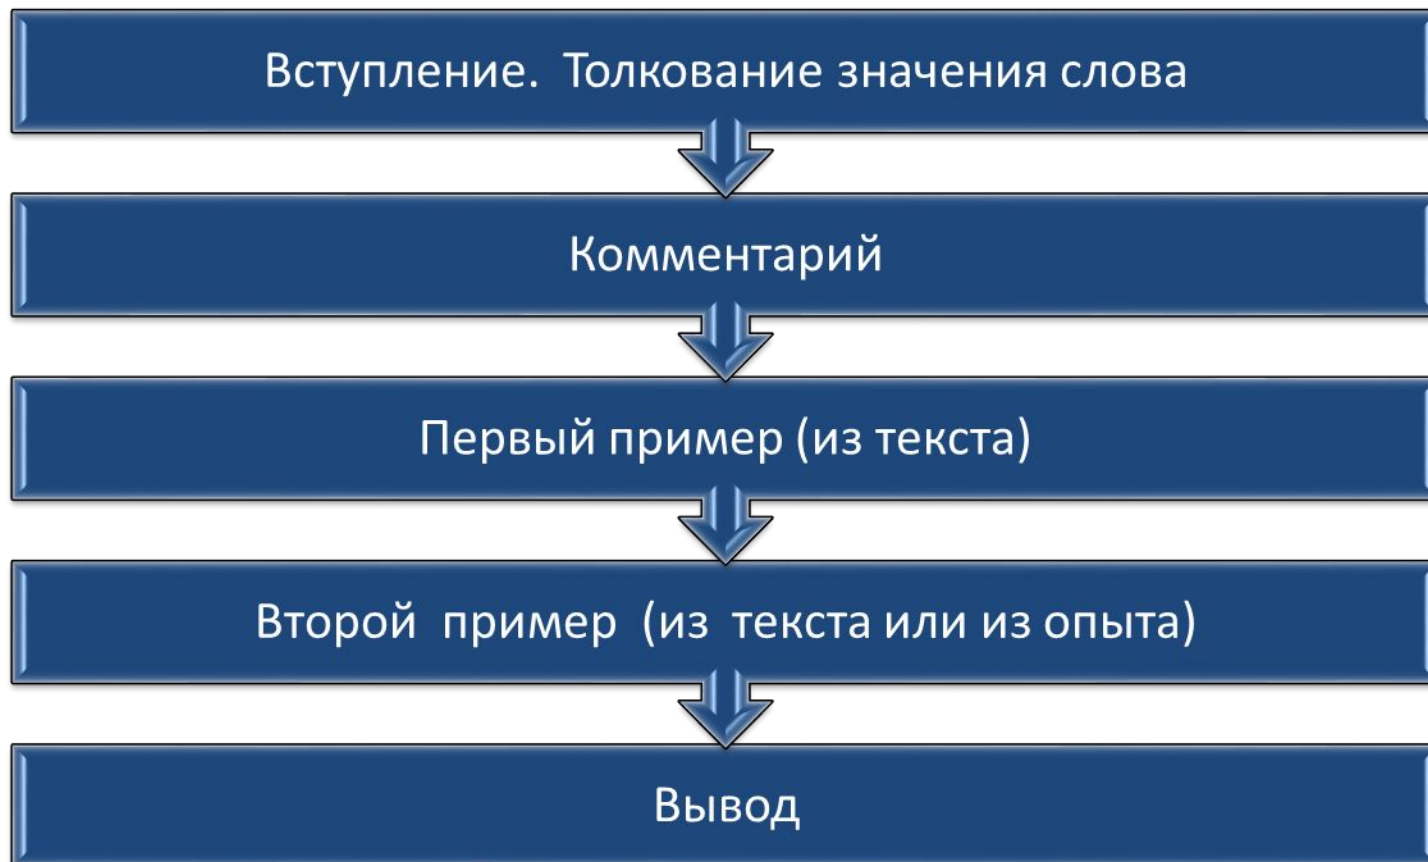 Вступление. Толкование значения слова
Комментарий
Первый пример (из текста)
Второй пример (из текста или из опыта)
Вывод